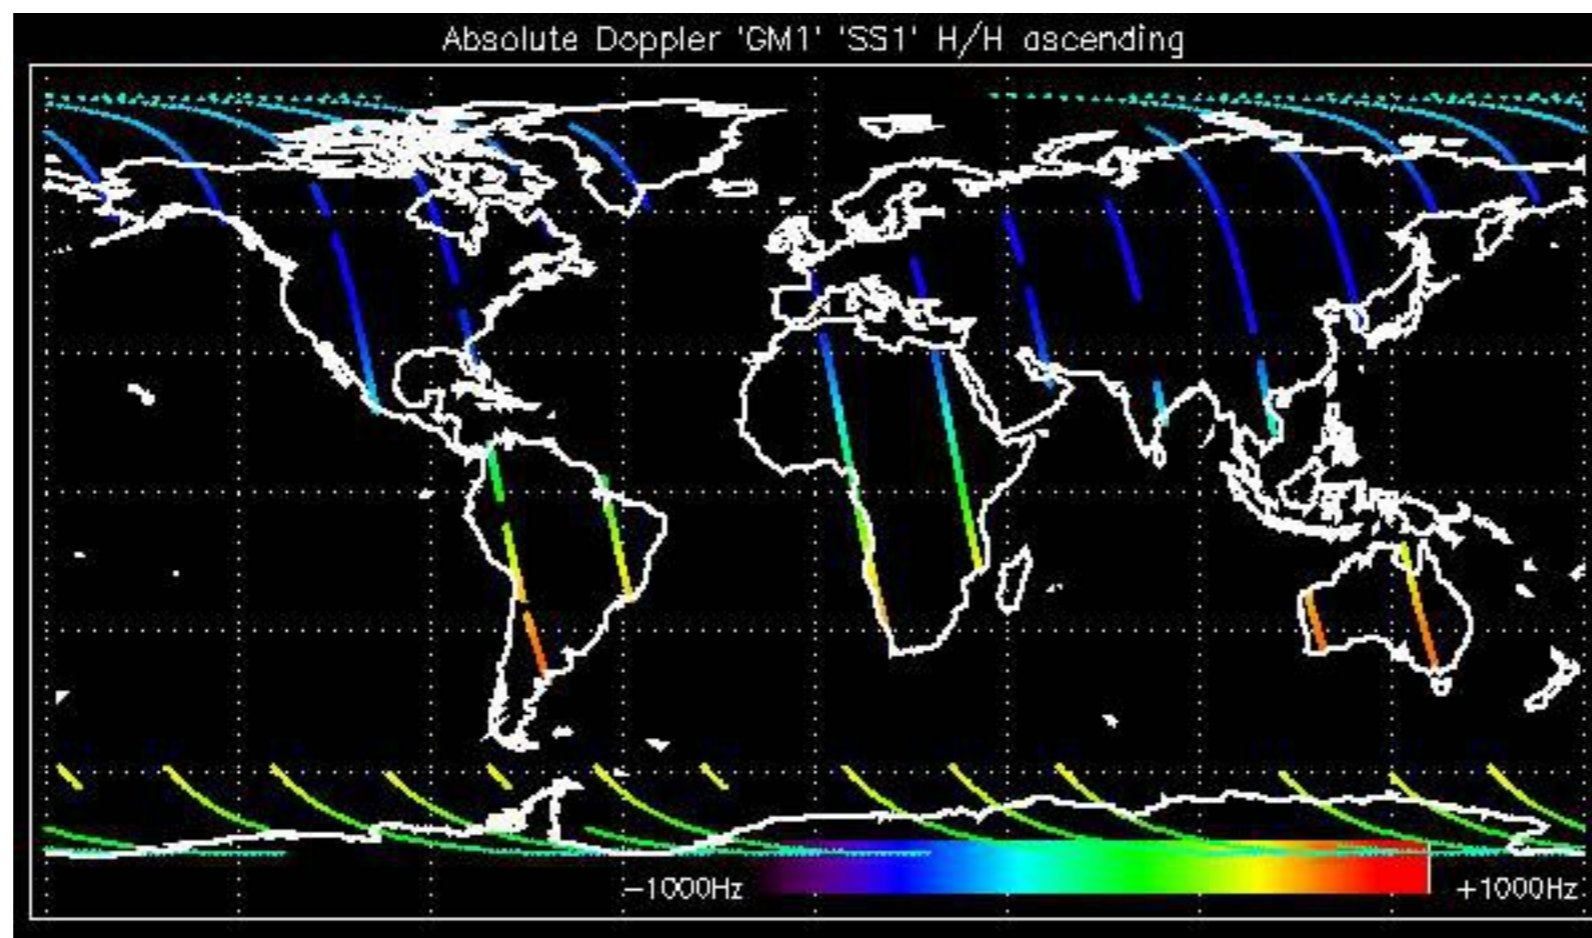 Absolute Doppler 'GM1' 'SS1' H/H ascending
−1000Hz
+1000Hz